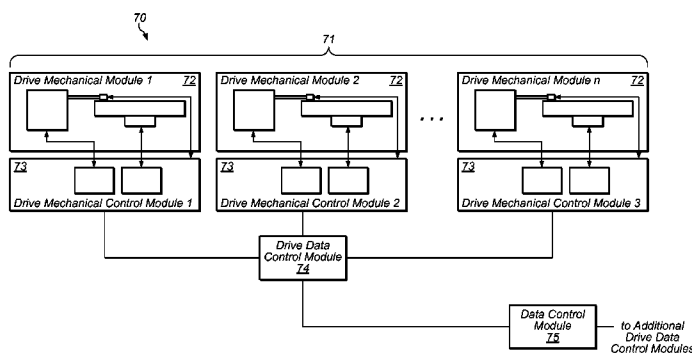 70
71
Drive Mechanical Module 1 72
Drive Mechanical Module 2 72
Drive Mechanical Module n 72
. . .
73
Drive Mechanical Control 1
73
Drive Mechanical Control Module 2
73
Drive Mechanical Control Module 3
Drive Data
Control Module
74
Data Control
Module
75
to Additional
Drive Data
Control Modules